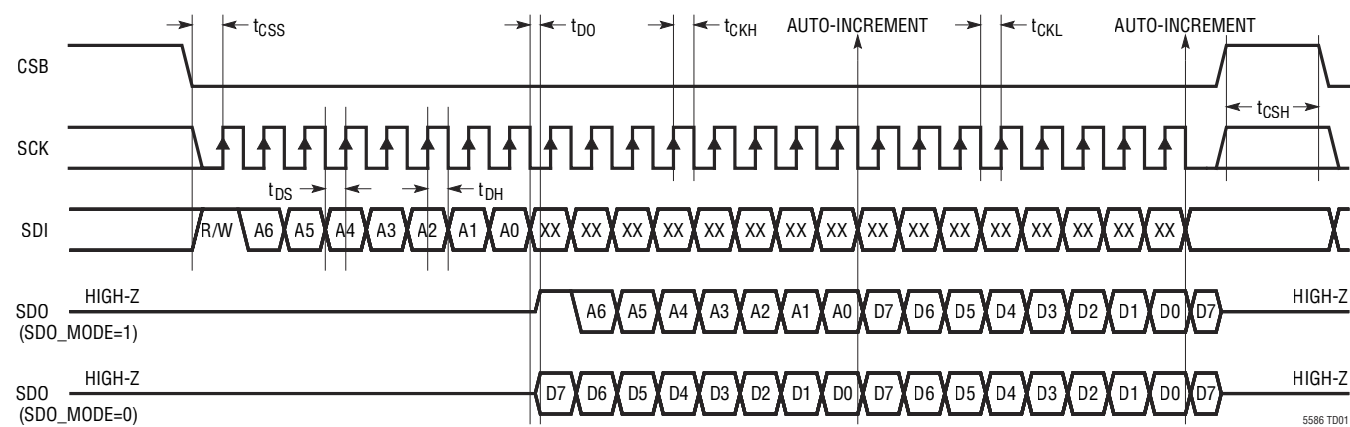 tCSS tDO tCKH AUTO-INCREMENT tCKL AUTO-INCREMENT
CSB
tCSH
SCK
tDS tDH
SDI R/W A6 A5 A4 A3 A2 A1 A0 XX XX XX XX XX XX XX XX XX XX XX XX XX XX XX XX
HIGH-Z HIGH-Z
SDO A6 A5 A4 A3 A2 A1 A0 D7 D6 D5 D4 D3 D2 D1 D0 D7
(SDO_MODE=1)
HIGH-Z HIGH-Z
SDO D7 D6 D5 D4 D3 D2 D1 D0 D7 D6 D5 D4 D3 D2 D1 D0 D7
(SDO_MODE=0)
5586 TD01